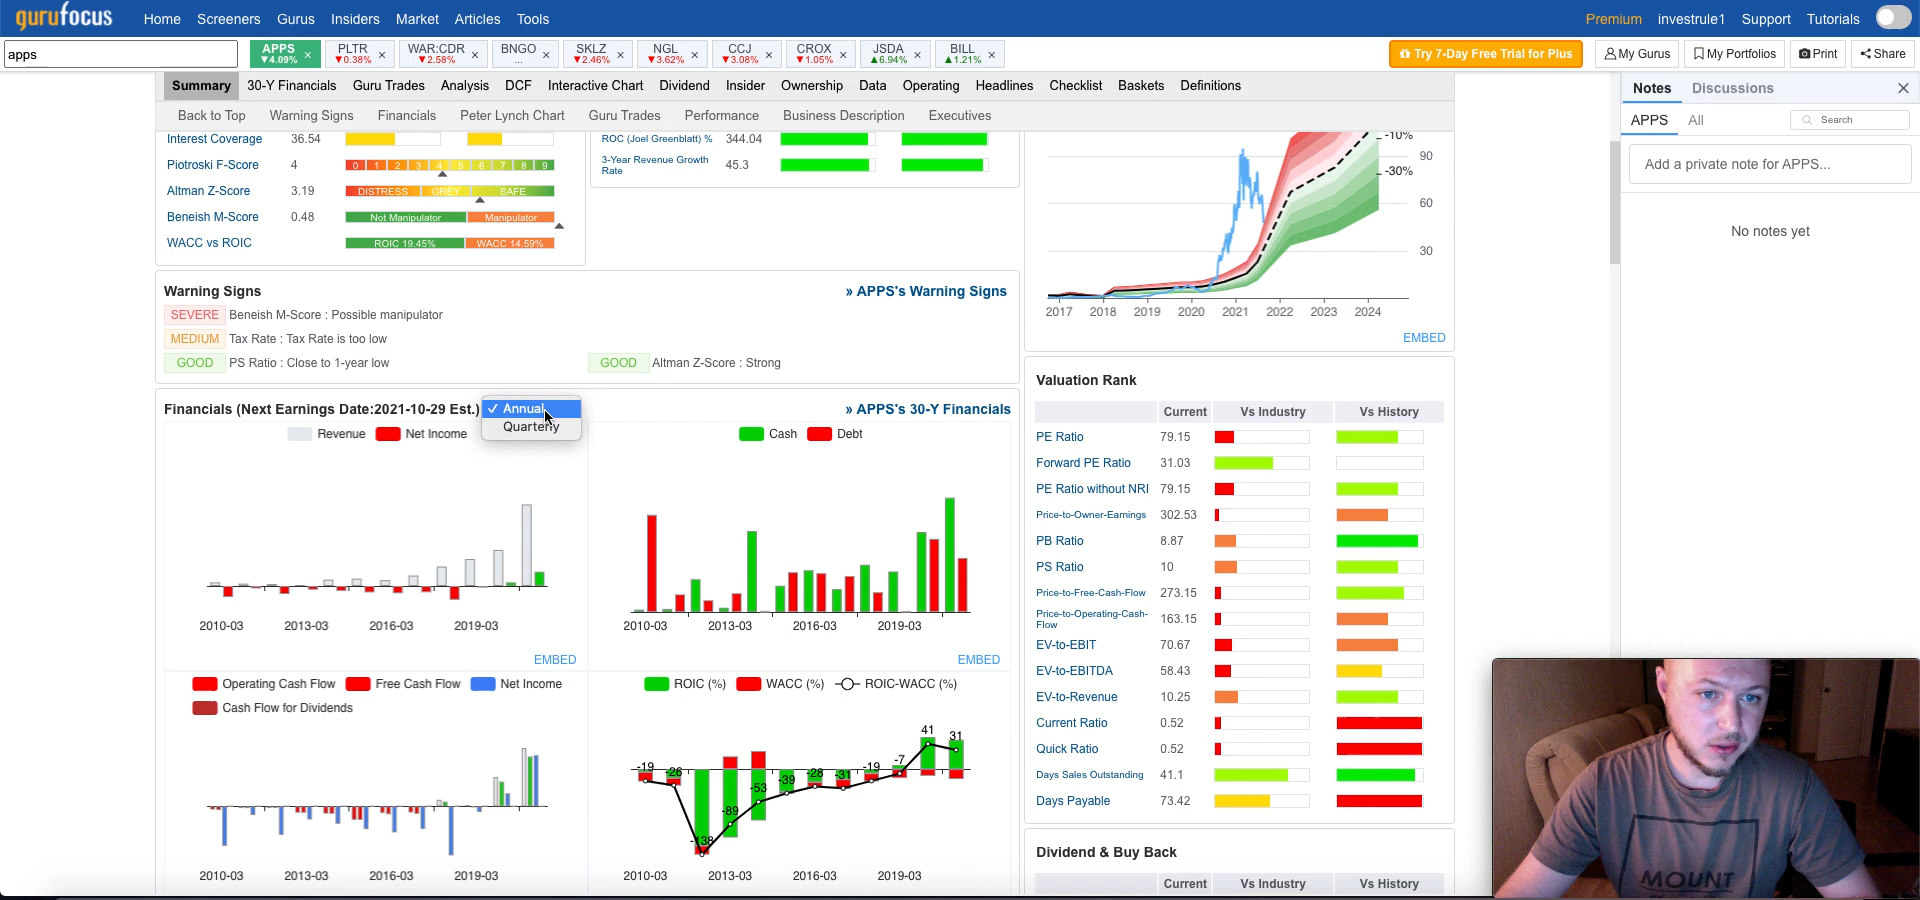 gurufocus Home Screeners Gurus Insiders Market Articles Tools Premium investrule1 Support Tutorials
apps
APPS × ▼4.09%
PLTR × ▼0.38%
WAR:CDR × ▼2.58%
BNGO × ...
SKLZ × ▼2.46%
NGL × ▼3.62%
CCJ × ▼3.08%
CROX × ▼1.05%
JSDA × ▲6.94%
BILL × ▲1.21%
Try 7-Day Free Trial for Plus My Gurus My Portfolios Print Share
Summary 30-Y Financials Guru Trades Analysis DCF Interactive Chart Dividend Insider Ownership Data Operating Headlines Checklist Baskets Definitions
Back to Top Warning Signs Financials Peter Lynch Chart Guru Trades Performance Business Description Executives
Interest Coverage 36.54
Piotroski F-Score 4 0 1 2 3 4 5 6 7 8 9
Altman Z-Score 3.19 DISTRESS GREY SAFE
Beneish M-Score 0.48 Not Manipulator Manipulator
WACC vs ROIC ROIC 19.45% WACC 14.59%
ROC (Joel Greenblatt) % 344.04
3-Year Revenue Growth
Rate 45.3
-10%
-30%
90
60
30
2017 2018 2019 2020 2021 2022 2023 2024
EMBED
Warning Signs » APPS's Warning Signs
SEVERE Beneish M-Score : Possible manipulator
MEDIUM Tax Rate : Tax Rate is too low
GOOD PS Ratio : Close to 1-year low GOOD Altman Z-Score : Strong
Financials (Next Earnings Date:2021-10-29 Est.) ✓ Annual » APPS's 30-Y Financials
Quarterly
Revenue Net Income
2010-03 2013-03 2016-03 2019-03
EMBED
Cash Debt
2010-03 2013-03 2016-03 2019-03
EMBED
Operating Cash Flow Free Cash Flow Net Income
Cash Flow for Dividends
2010-03 2013-03 2016-03 2019-03
ROIC (%) WACC (%) ROIC-WACC (%)
-19 -26 -138 -89 -53 -39 -28 -31 -19 -7 41 31
2010-03 2013-03 2016-03 2019-03
Valuation Rank
Current Vs Industry Vs History
PE Ratio 79.15
Forward PE Ratio 31.03
PE Ratio without NRI 79.15
Price-to-Owner-Earnings 302.53
PB Ratio 8.87
PS Ratio 10
Price-to-Free-Cash-Flow 273.15
Price-to-Operating-Cash-
Flow 163.15
EV-to-EBIT 70.67
EV-to-EBITDA 58.43
EV-to-Revenue 10.25
Current Ratio 0.52
Quick Ratio 0.52
Days Sales Outstanding 41.1
Days Payable 73.42
Dividend & Buy Back
Current Vs Industry Vs History
Notes Discussions
APPS All Search
Add a private note for APPS...
No notes yet
MOUNT